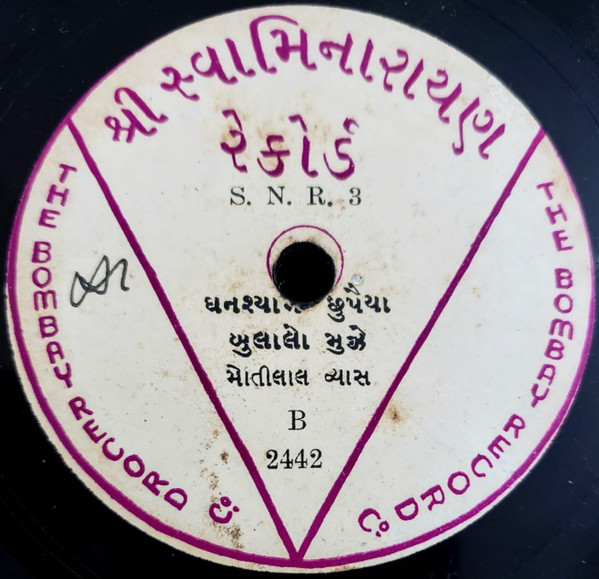 શ્રી સ્વામિનારાયણ
રેકોર્ડ
S. N. R. 3
ઘનશ્યામ છુપૈયા
બુલાલો મુઝે
મોતીલાલ વ્યાસ
B
2442
THE BOMBAY RECORD Co
THE BOMBAY RECORD Co